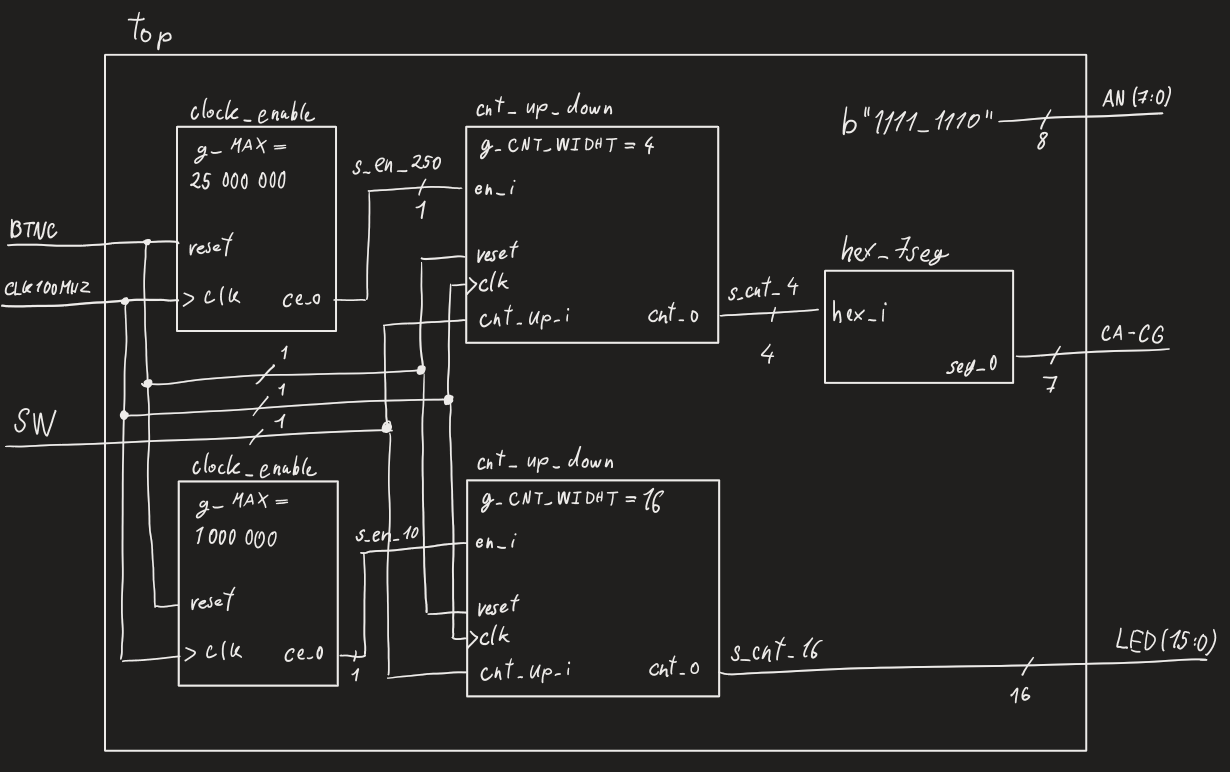 top
clock_enable
g_MAX =
25 000 000
reset
> clk
ce_o
s_en_250
1
cnt_up_down
g_CNT_WIDHT = 4
en_i
reset
>clk
cnt_up_i
cnt_o
b"1111_1110"
8
AN (7:0)
BTNC
CLK100MHZ
SW
1
1
1
s_cnt_4
4
hex_7seg
hex_i
seg_o
7
CA-CG
clock_enable
g_MAX =
1 000 000
reset
> clk
ce_o
1
s_en_10
cnt_up_down
g_CNT_WIDHT = 16
en_i
reset
>clk
cnt_up_i
cnt_o
s_cnt_16
16
LED (15:0)